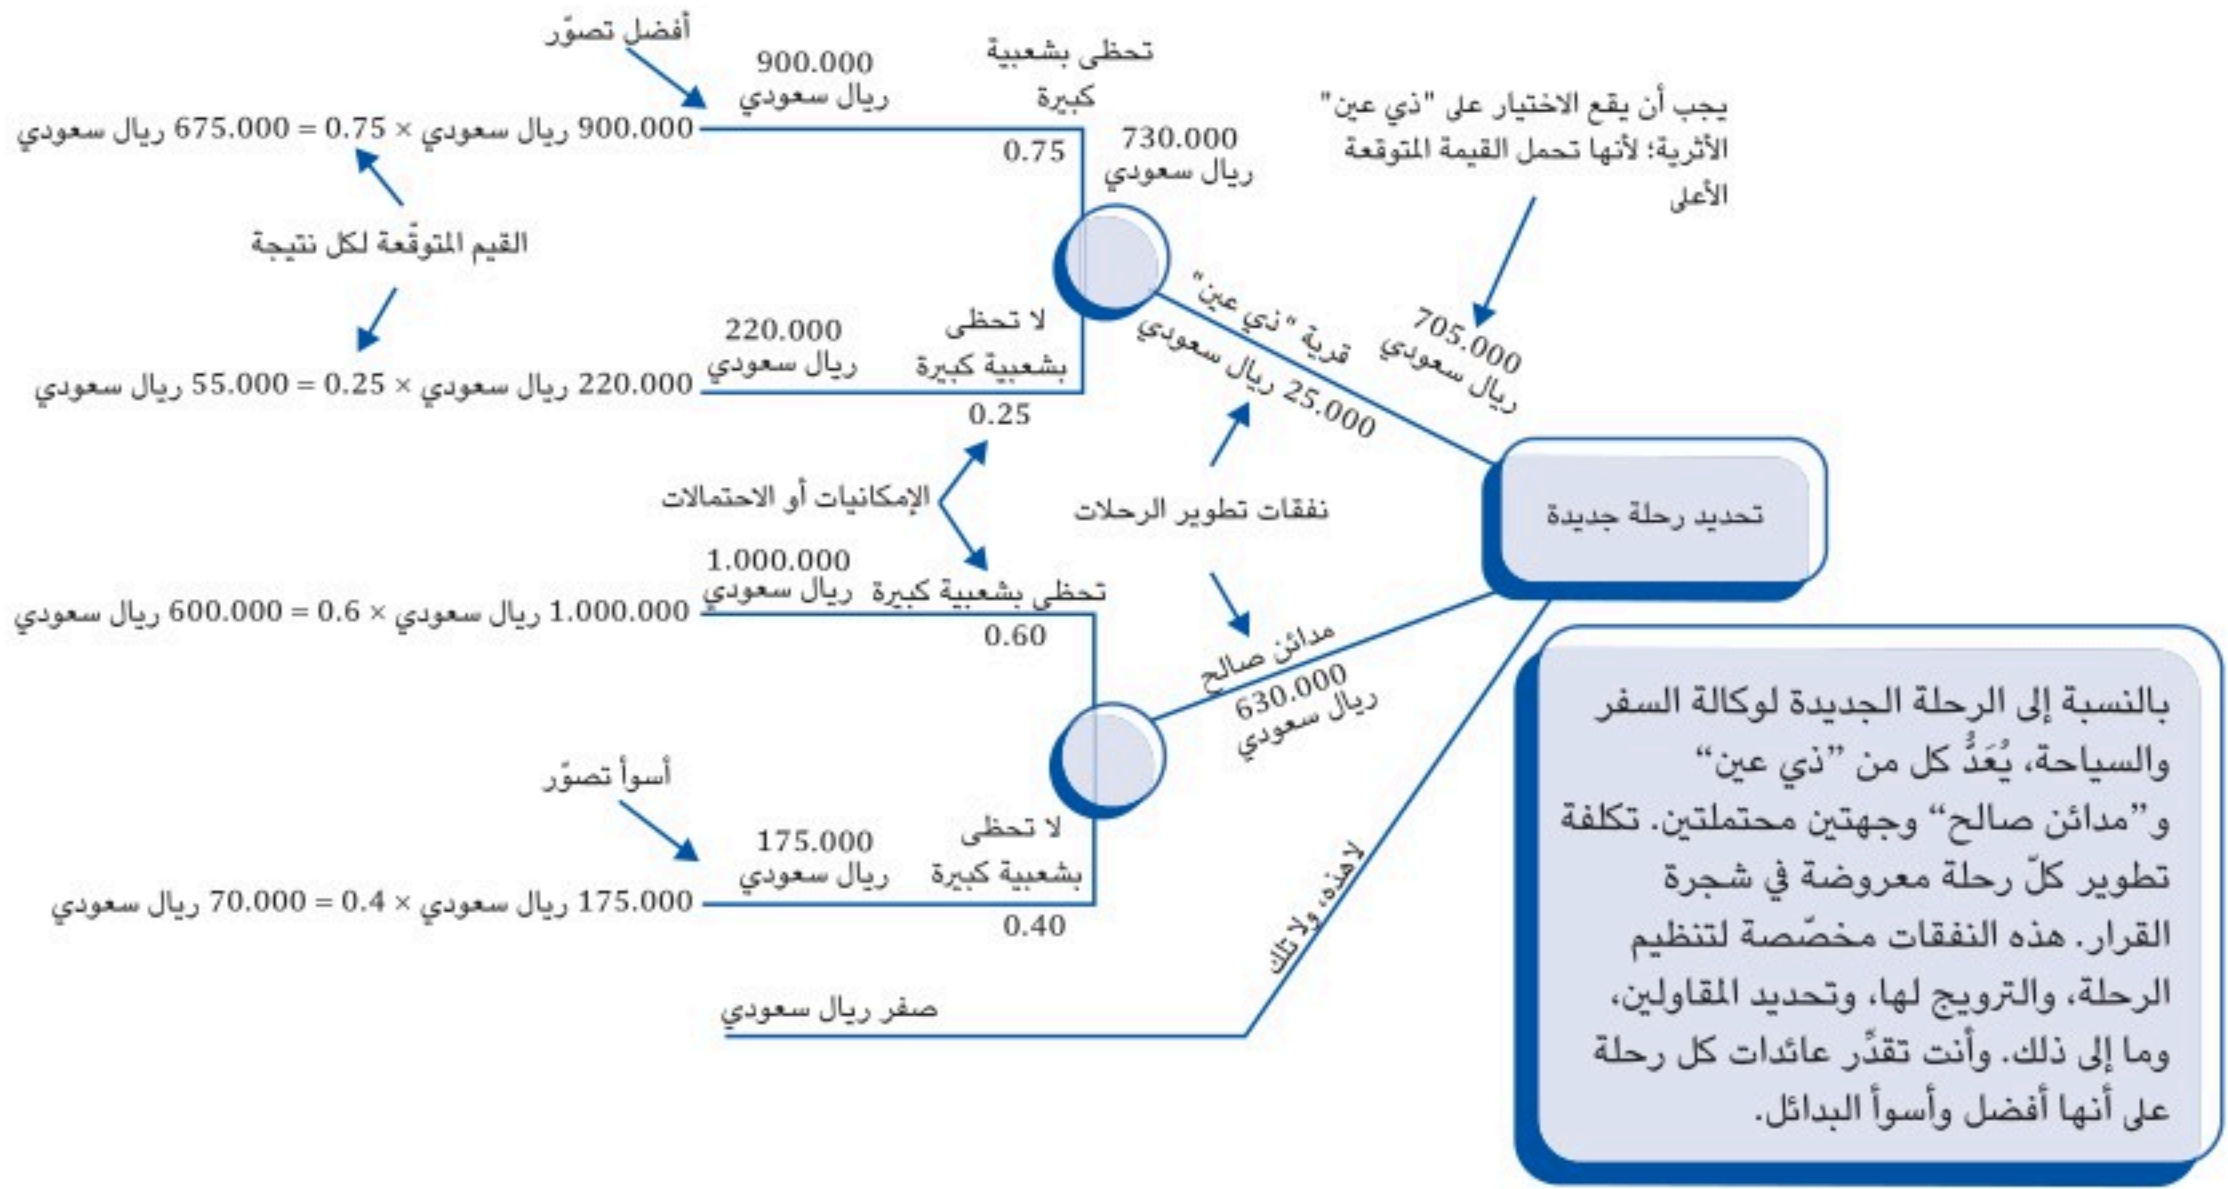 أفضل تصوّر
900.000
ريال سعودي
تحظى بشعبية
كبيرة
0.75
900.000 ريال سعودي × 0.75 = 675.000 ريال سعودي
730.000
ريال سعودي
يجب أن يقع الاختيار على "ذي عين"
الأثرية؛ لأنها تحمل القيمة المتوقعة
الأعلى
القيم المتوقّعة لكل نتيجة
705.000
ريال سعودي
قرية "ذي عين"
25.000 ريال سعودي
220.000
ريال سعودي
لا تحظى
بشعبية كبيرة
0.25
220.000 ريال سعودي × 0.25 = 55.000 ريال سعودي
الإمكانيات أو الاحتمالات
نفقات تطوير الرحلات
تحديد رحلة جديدة
1.000.000
ريال سعودي
تحظى بشعبية كبيرة
0.60
1.000.000 ريال سعودي × 0.6 = 600.000 ريال سعودي
مدائن صالح
630.000
ريال سعودي
أسوأ تصوّر
175.000
ريال سعودي
لا تحظى
بشعبية كبيرة
0.40
175.000 ريال سعودي × 0.4 = 70.000 ريال سعودي
لا هذه، ولا تلك
صفر ريال سعودي
بالنسبة إلى الرحلة الجديدة لوكالة السفر
والسياحة، يُعَدُّ كل من ”ذي عين“
و”مدائن صالح“ وجهتين محتملتين. تكلفة
تطوير كلّ رحلة معروضة في شجرة
القرار. هذه النفقات مخصّصة لتنظيم
الرحلة، والترويج لها، وتحديد المقاولين،
وما إلى ذلك. وأنت تقدَّر عائدات كل رحلة
على أنها أفضل وأسوأ البدائل.